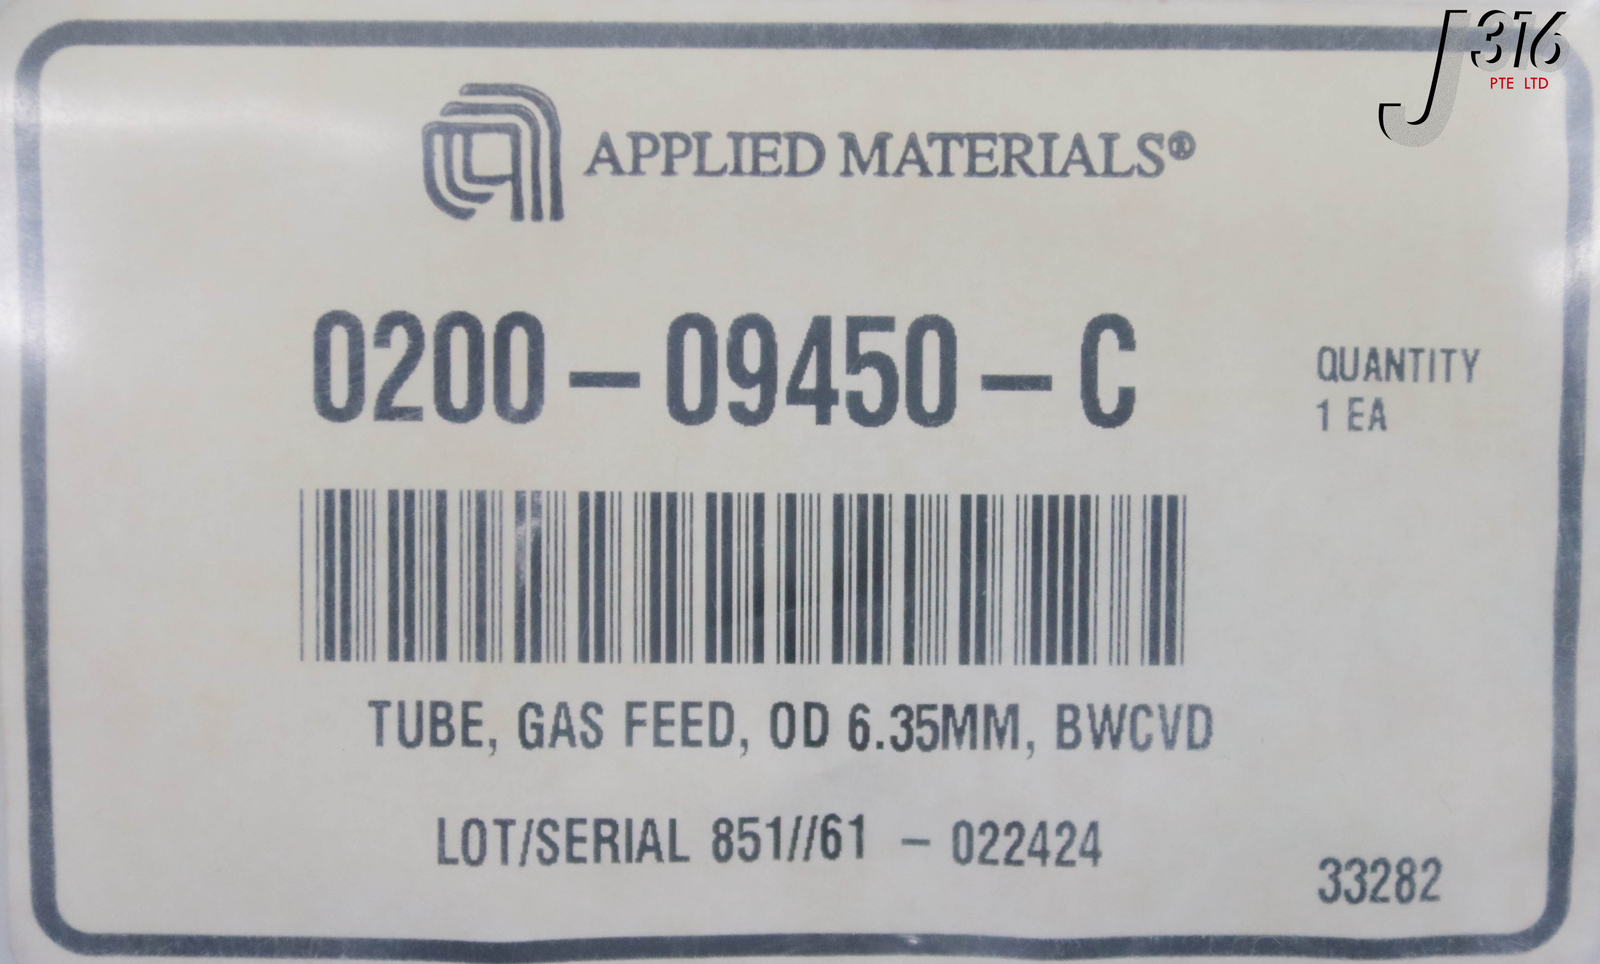 J316
PTE LTD
APPLIED MATERIALS®
0200-09450-C
QUANTITY
1 EA
TUBE, GAS FEED, OD 6.35MM, BWCVD
LOT/SERIAL 851//61 - 022424
33282